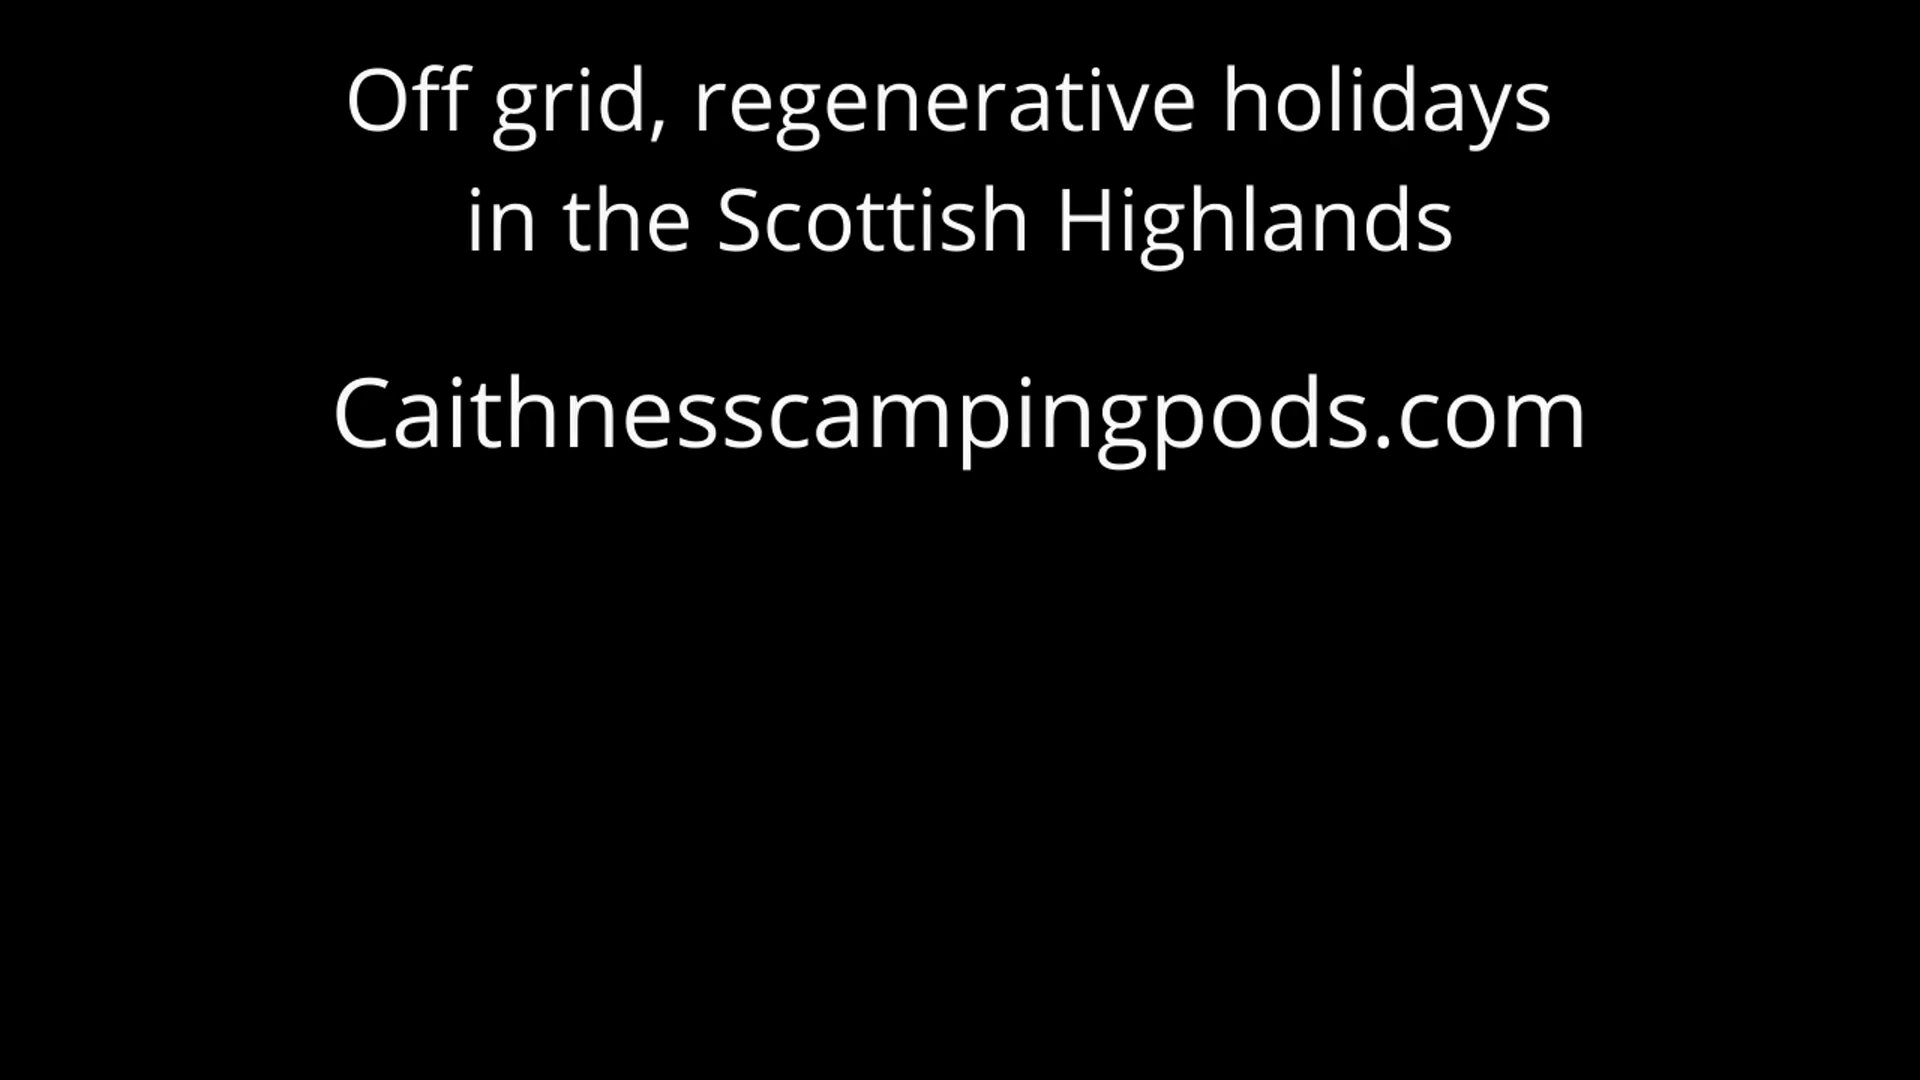 Off grid, regenerative holidays
in the Scottish Highlands
Caithnesscampingpods.com